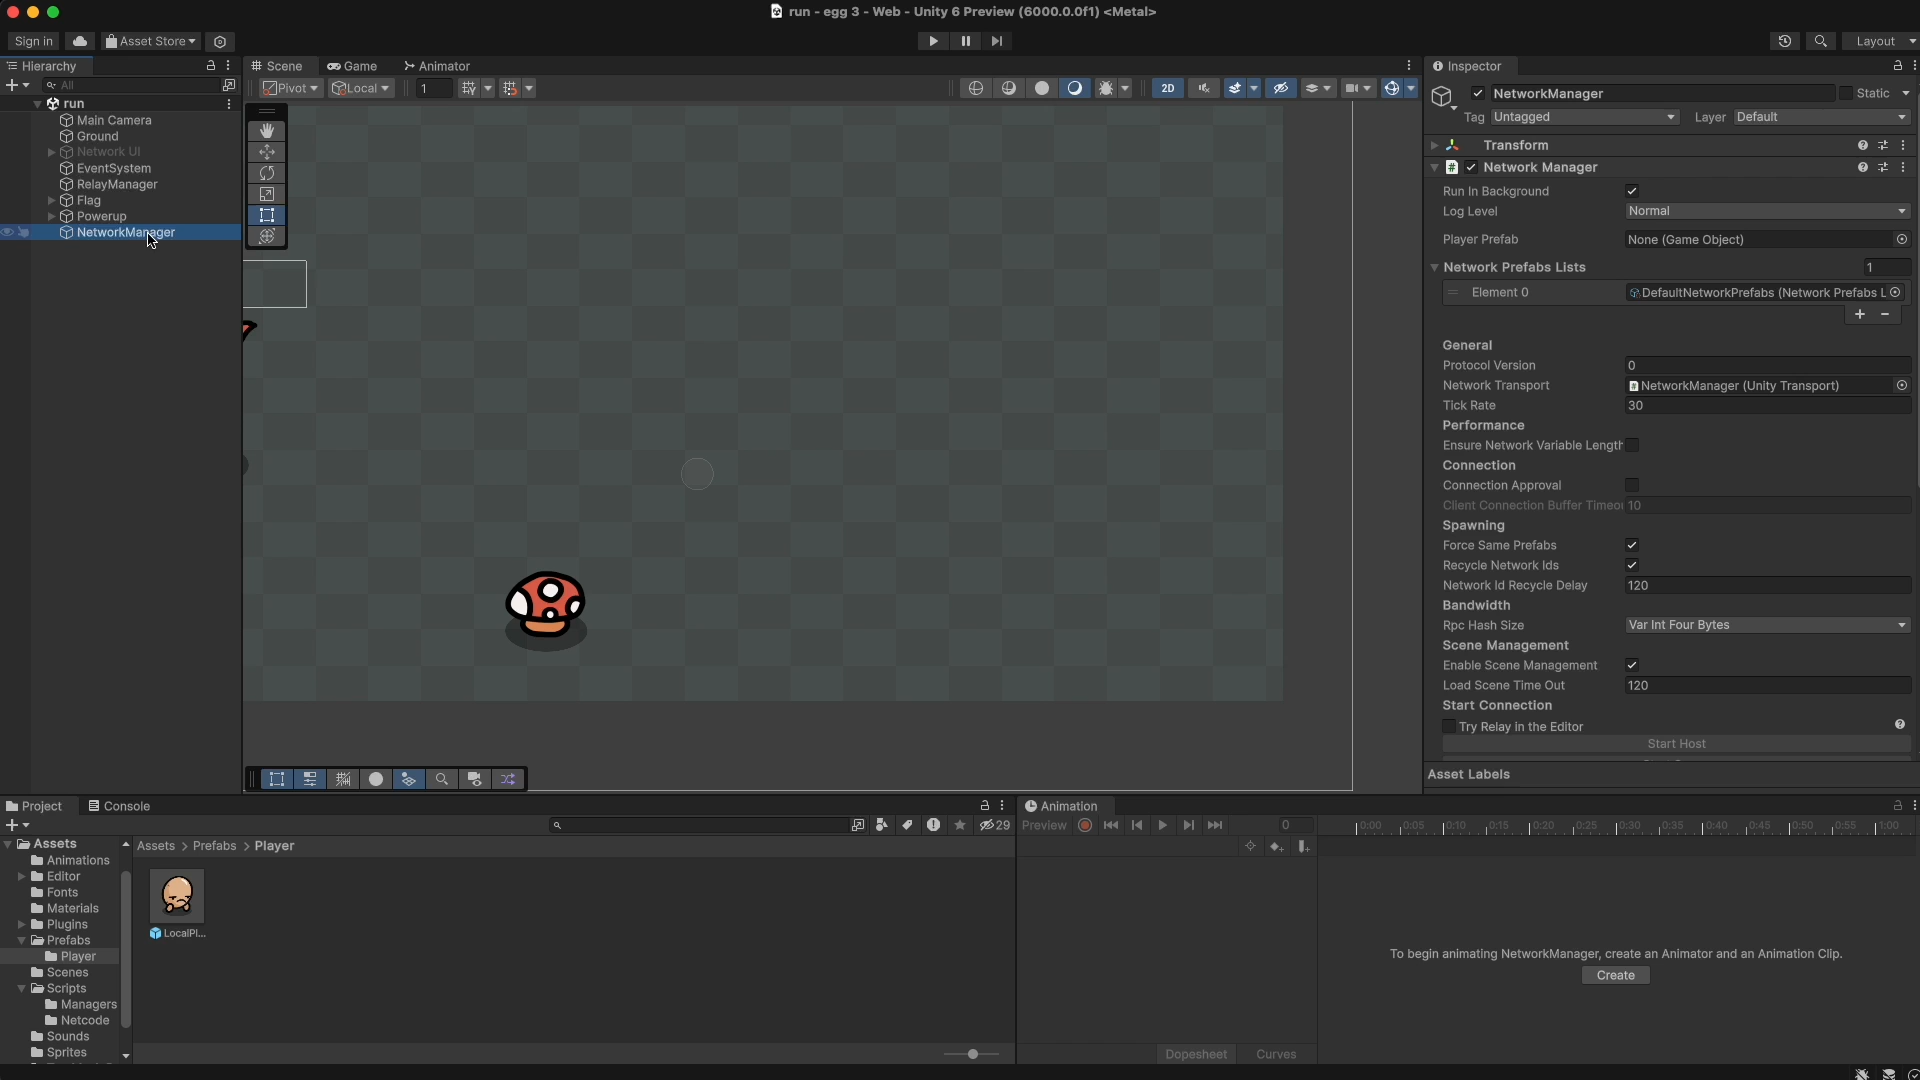 run - egg 3 - Web - Unity 6 Preview (6000.0.0f1) <Metal>
Sign in
Asset Store
Layout
Hierarchy
Scene
Game
Animator
Inspector
All
Pivot
Local
1
2D
NetworkManager
Static
Tag
Untagged
Layer
Default
run
Main Camera
Ground
Network UI
EventSystem
RelayManager
Flag
Powerup
NetworkManager
Transform
Network Manager
Run In Background
Log Level
Normal
Player Prefab
None (Game Object)
Network Prefabs Lists
1
Element 0
DefaultNetworkPrefabs (Network Prefabs L
General
Protocol Version
0
Network Transport
NetworkManager (Unity Transport)
Tick Rate
30
Performance
Ensure Network Variable Length
Connection
Connection Approval
Client Connection Buffer Timeou
10
Spawning
Force Same Prefabs
Recycle Network Ids
Network Id Recycle Delay
120
Bandwidth
Rpc Hash Size
Var Int Four Bytes
Scene Management
Enable Scene Management
Load Scene Time Out
120
Start Connection
Try Relay in the Editor
Start Host
Asset Labels
Project
Console
29
Assets
Animations
Editor
Fonts
Materials
Plugins
Prefabs
Player
Scenes
Scripts
Managers
Netcode
Sounds
Sprites
Assets > Prefabs > Player
LocalPl...
Animation
Preview
0
0:00 0:05 0:10 0:15 0:20 0:25 0:30 0:35 0:40 0:45 0:50 0:55 1:00
To begin animating NetworkManager, create an Animator and an Animation Clip.
Create
Dopesheet
Curves